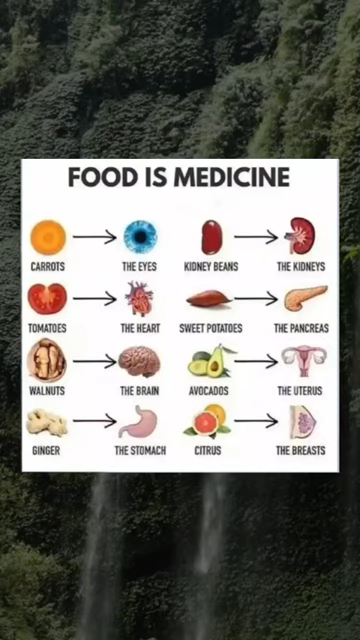 FOOD IS MEDICINE
CARROTS
THE EYES
KIDNEY BEANS
THE KIDNEYS
TOMATOES
THE HEART
SWEET POTATOES
THE PANCREAS
WALNUTS
THE BRAIN
AVOCADOS
THE UTERUS
GINGER
THE STOMACH
CITRUS
THE BREASTS